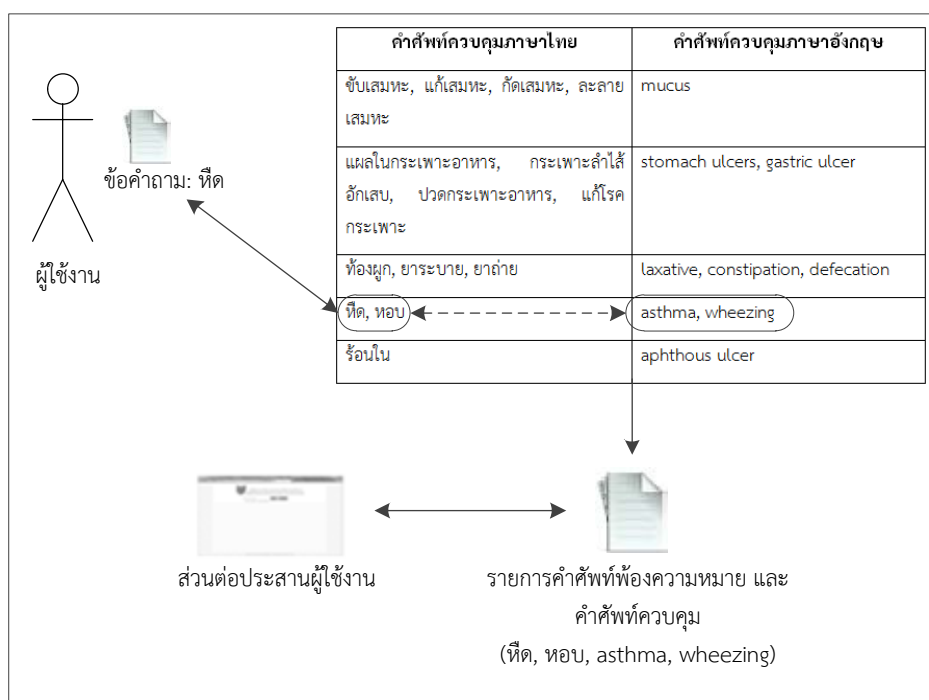 คำศัพท์ควบคุมภาษาไทย คำศัพท์ควบคุมภาษาอังกฤษ
ขับเสมหะ, แก้เสมหะ, กัดเสมหะ, ละลาย mucus
เสมหะ
แผลในกระเพาะอาหาร, กระเพาะลำไส้ stomach ulcers, gastric ulcer
อักเสบ, ปวดกระเพาะอาหาร, แก้โรค
กระเพาะ
ท้องผูก, ยาระบาย, ยาถ่าย laxative, constipation, defecation
หืด, หอบ asthma, wheezing
ร้อนใน aphthous ulcer
ข้อคำถาม: หืด
ผู้ใช้งาน
ส่วนต่อประสานผู้ใช้งาน
รายการคำศัพท์พ้องความหมาย และ
คำศัพท์ควบคุม
(หืด, หอบ, asthma, wheezing)